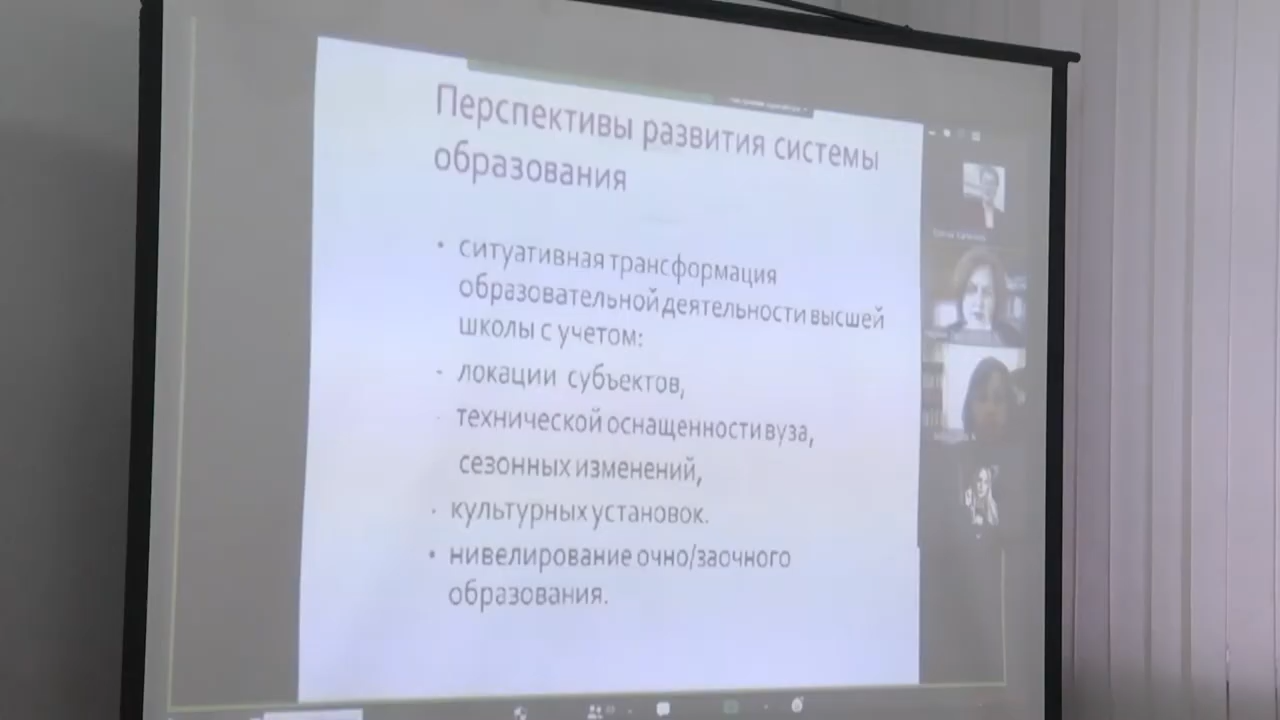 Перспективы развития системы
образования
• ситуативная трансформация
образовательной деятельности высшей
школы с учетом:
- локации субъектов,
- технической оснащенности вуза,
сезонных изменений,
- культурных установок.
• нивелирование очно/заочного
образования.